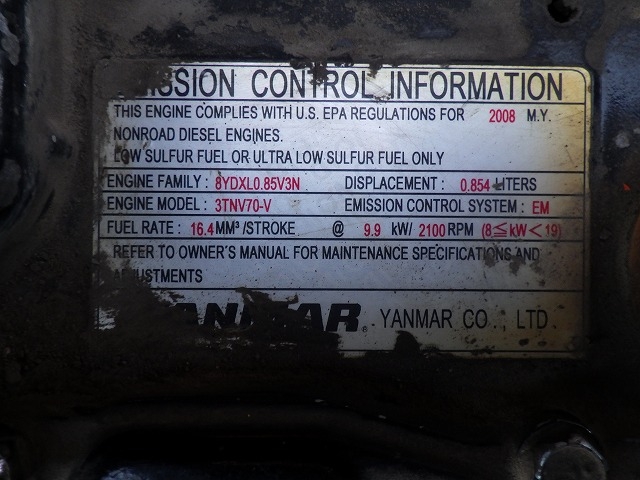 EMISSION CONTROL INFORMATION
THIS ENGINE COMPLIES WITH U.S. EPA REGULATIONS FOR 2008 M.Y.
NONROAD DIESEL ENGINES.
LOW SULFUR FUEL OR ULTRA LOW SULFUR FUEL ONLY
ENGINE FAMILY : 8YDXL0.85V3N DISPLACEMENT : 0.854 LITERS
ENGINE MODEL : 3TNV70-V EMISSION CONTROL SYSTEM : EM
FUEL RATE : 16.4 MM³/STROKE @ 9.9 kW/ 2100 RPM (8≦kW<19)
REFER TO OWNER'S MANUAL FOR MAINTENANCE SPECIFICATIONS AND
ADJUSTMENTS
YANMAR® YANMAR CO., LTD.